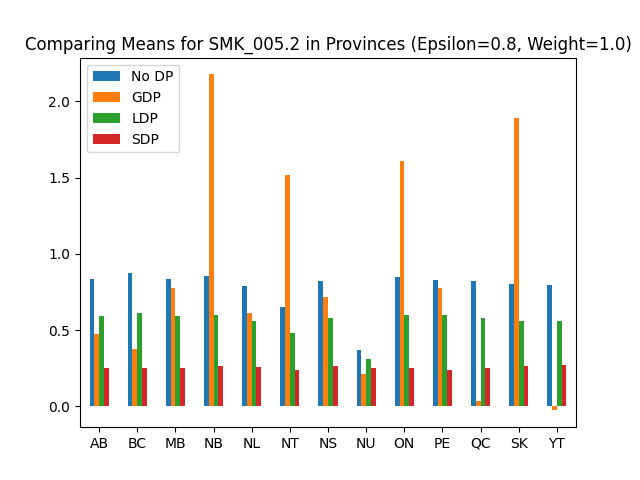 Comparing Means for SMK_005.2 in Provinces (Epsilon=0.8, Weight=1.0)
No DP
GDP
LDP
SDP
2.0
1.5
1.0
0.5
0.0
AB BC MB NB NL NT NS NU ON PE QC SK YT